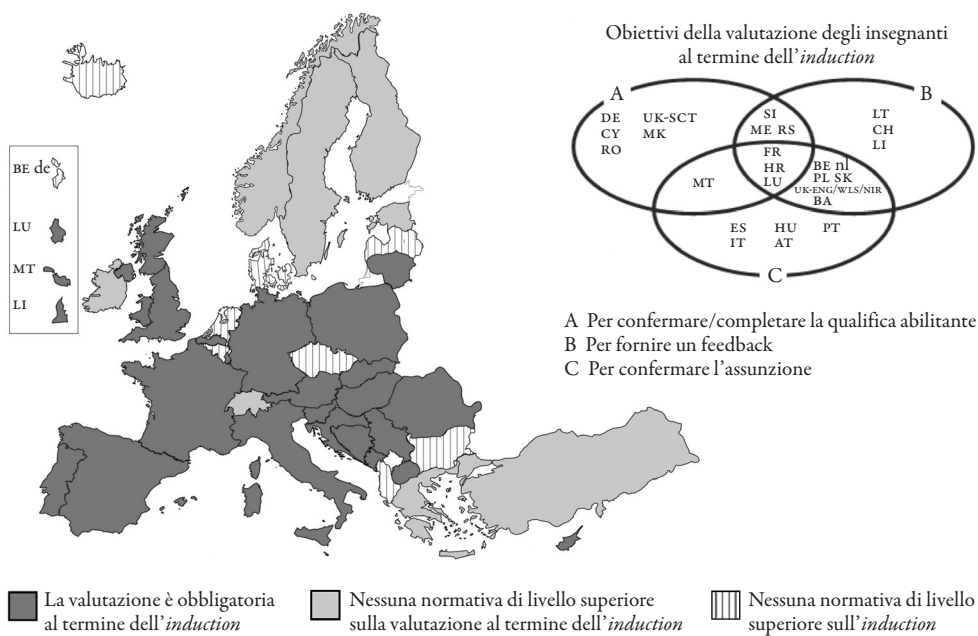 Obiettivi della valutazione degli insegnanti
al termine dell’induction
A
B
DE UK-SCT
CY MK
RO
SI
ME RS
LT
CH
LI
FR
HR
LU
MT
BE nl
PL SK
UK-ENG/WLS/NIR
BA
ES HU PT
IT AT
C
A Per confermare/completare la qualifica abilitante
B Per fornire un feedback
C Per confermare l’assunzione
BE de
LU
MT
LI
La valutazione è obbligatoria
al termine dell’induction
Nessuna normativa di livello superiore
sulla valutazione al termine dell’induction
Nessuna normativa di livello
superiore sull’induction